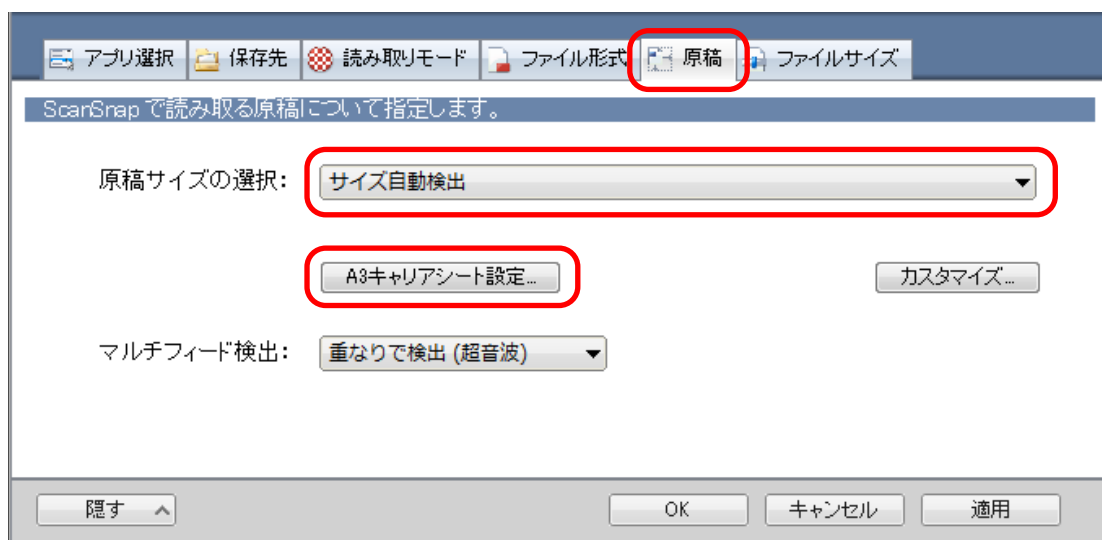 アプリ選択 保存先 読み取りモード ファイル形式 原稿 ファイルサイズ
ScanSnap で読み取る原稿について指定します。
原稿サイズの選択: サイズ自動検出
A3キャリアシート設定... カスタマイズ...
マルチフィード検出: 重なりで検出 (超音波)
隠す OK キャンセル 適用